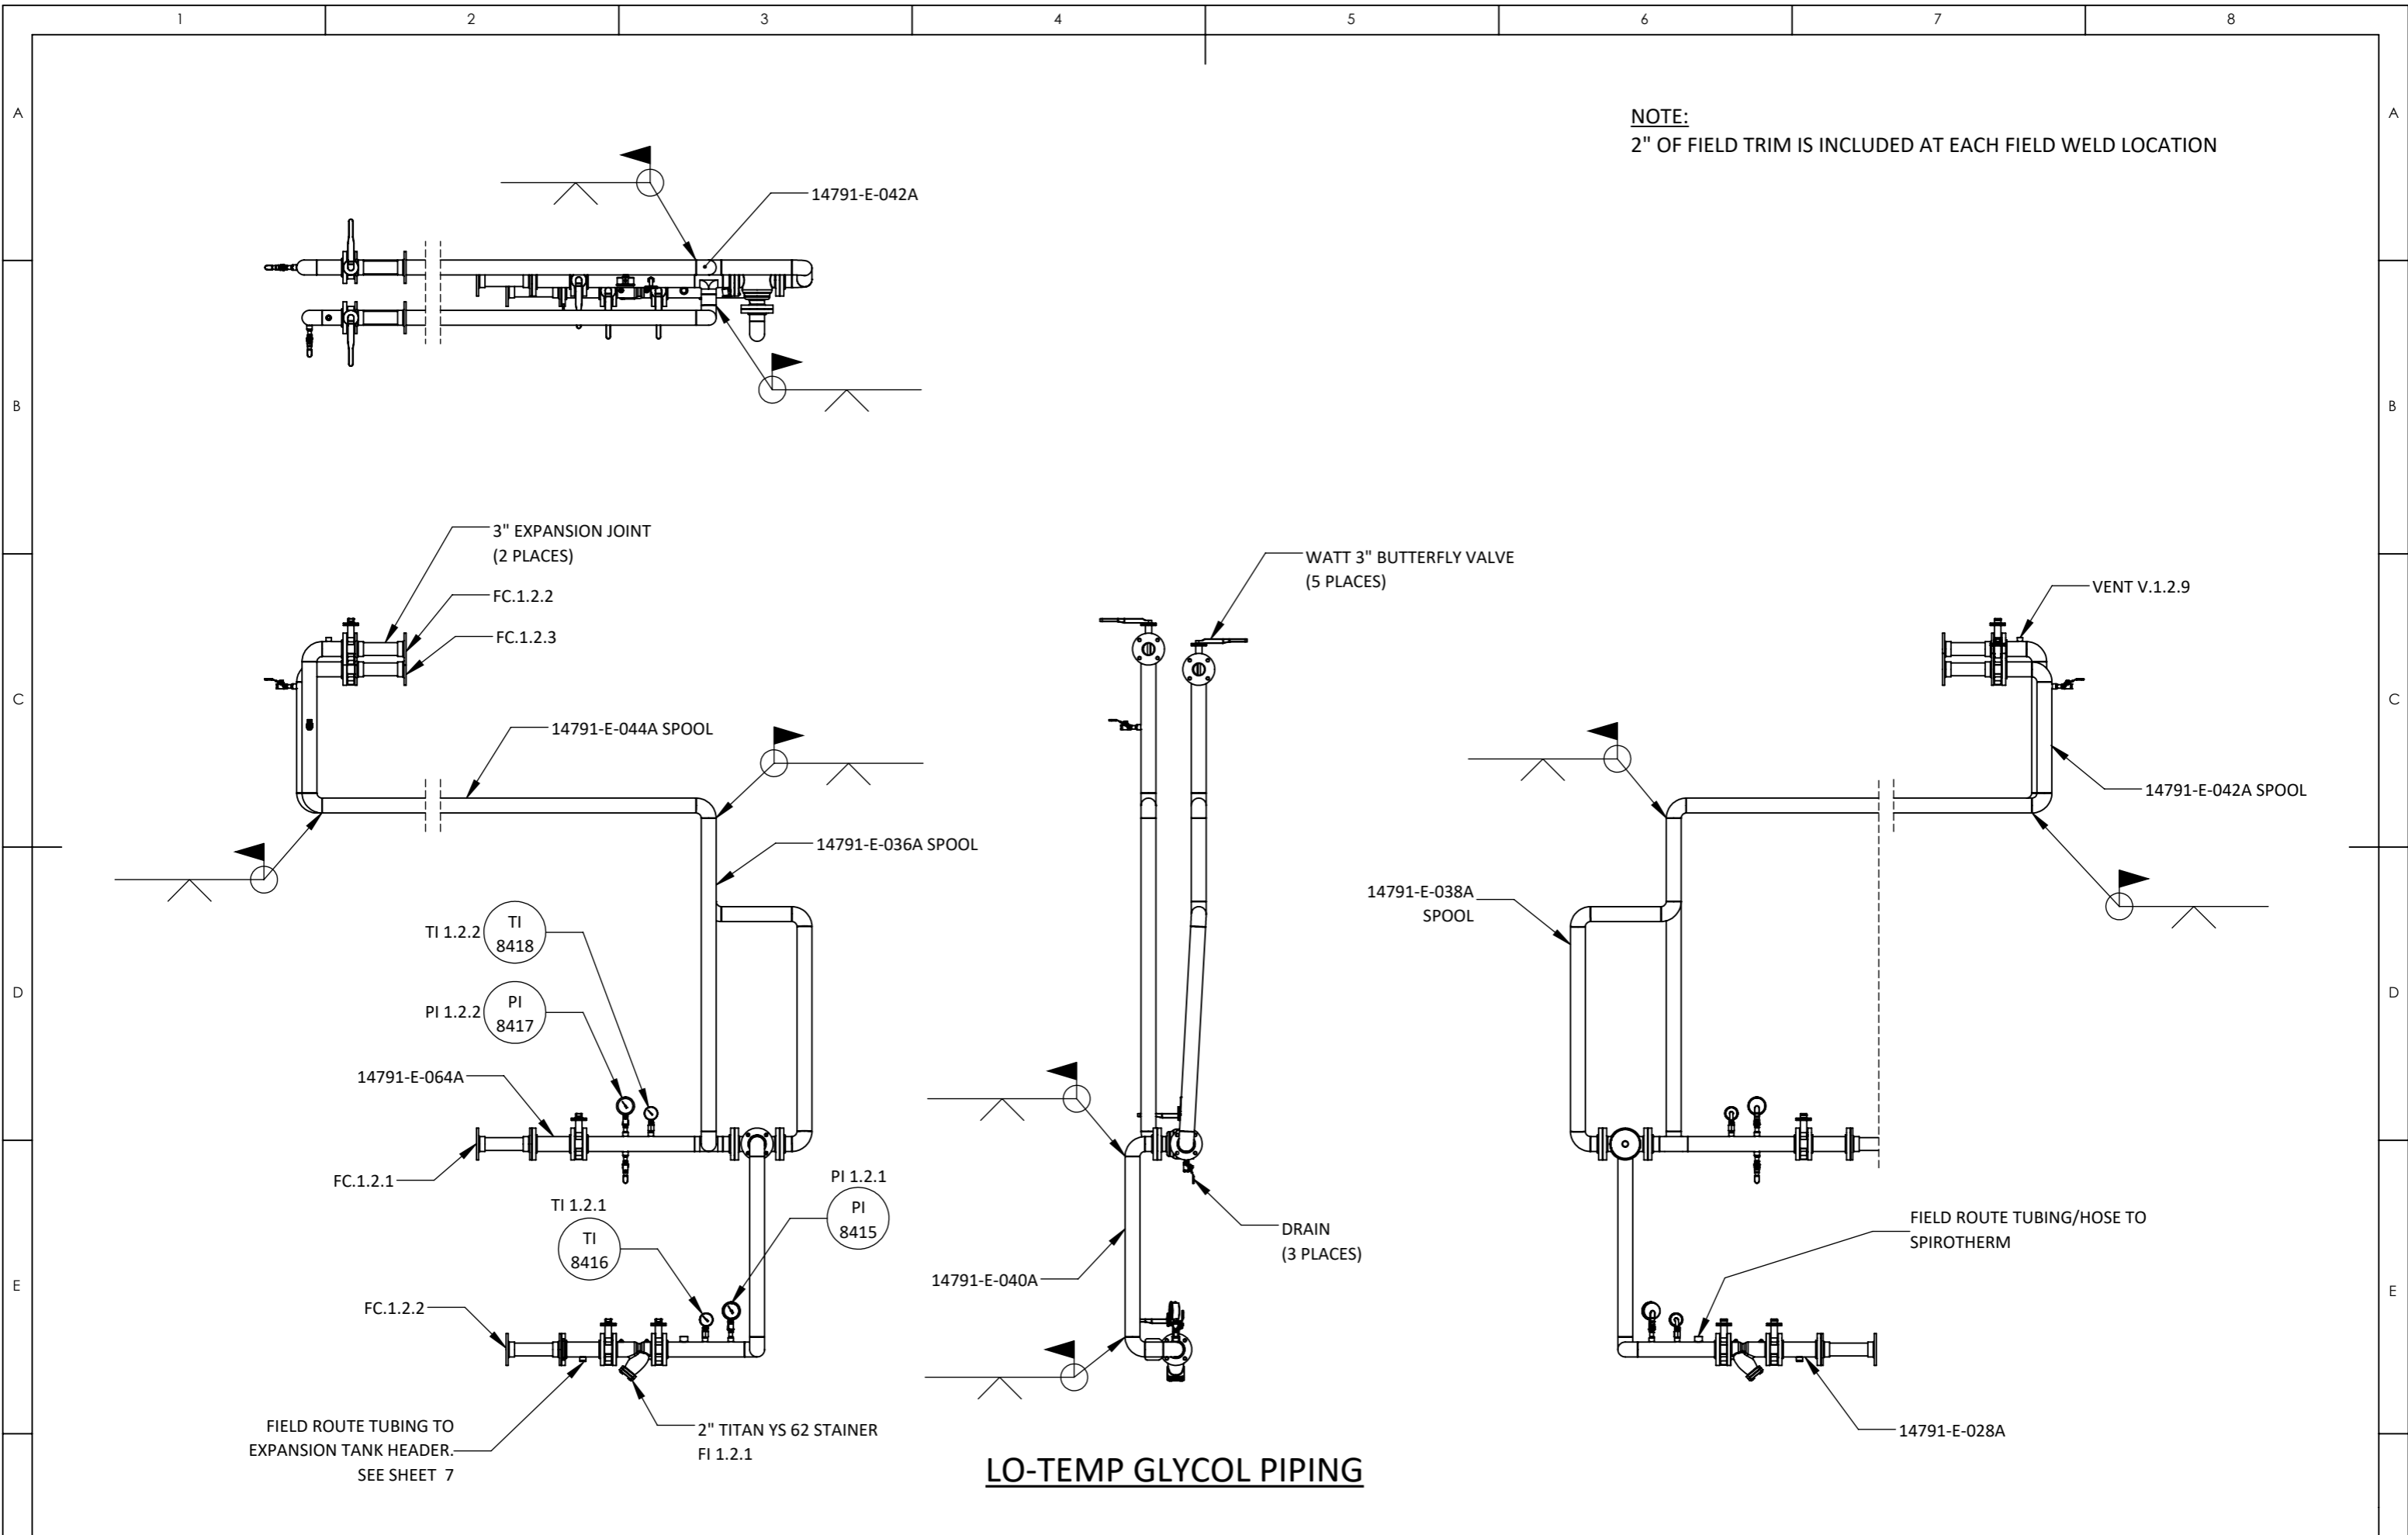 1 2 3 4 5 6 7 8
A A
NOTE:
2" OF FIELD TRIM IS INCLUDED AT EACH FIELD WELD LOCATION
14791-E-042A
B B
3" EXPANSION JOINT
(2 PLACES)
FC.1.2.2
FC.1.2.3
WATT 3" BUTTERFLY VALVE
(5 PLACES)
VENT V.1.2.9
C C
14791-E-044A SPOOL
14791-E-042A SPOOL
14791-E-036A SPOOL
14791-E-038A
SPOOL
TI 1.2.2
TI
8418
D D
PI 1.2.2
PI
8417
14791-E-064A
FC.1.2.1
TI 1.2.1
TI
8416
PI 1.2.1
PI
8415
DRAIN
(3 PLACES)
FIELD ROUTE TUBING/HOSE TO
SPIROTHERM
14791-E-040A
E E
FC.1.2.2
FIELD ROUTE TUBING TO
EXPANSION TANK HEADER.
SEE SHEET 7
2" TITAN YS 62 STAINER
FI 1.2.1
14791-E-028A
LO-TEMP GLYCOL PIPING